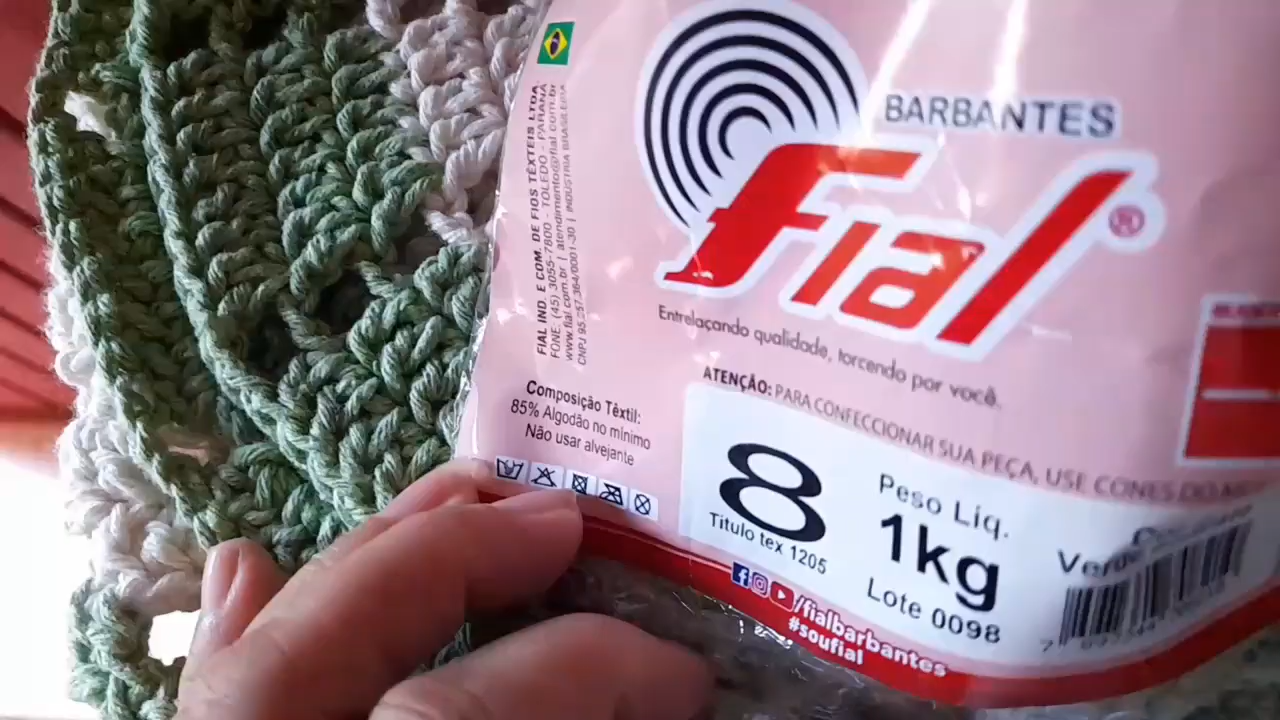 BARBANTES
Fial®
Entrelaçando qualidade, torcendo por você.
FIAL IND. E COM. DE FIOS TÊXTEIS LTDA.
FONE: (45) 3055-7800 - TOLEDO - PARANÁ
www.fial.com.br | atendimento@fial.com.br
CNPJ 95.257.364/0001-30 | INDÚSTRIA BRASILEIRA
Composição Têxtil:
85% Algodão no mínimo
Não usar alvejante
ATENÇÃO: PARA CONFECCIONAR SUA PEÇA, USE CONES DO
8
Título tex 1205
Peso Liq.
1kg
Lote 0098
/fialbarbantes
#soufial